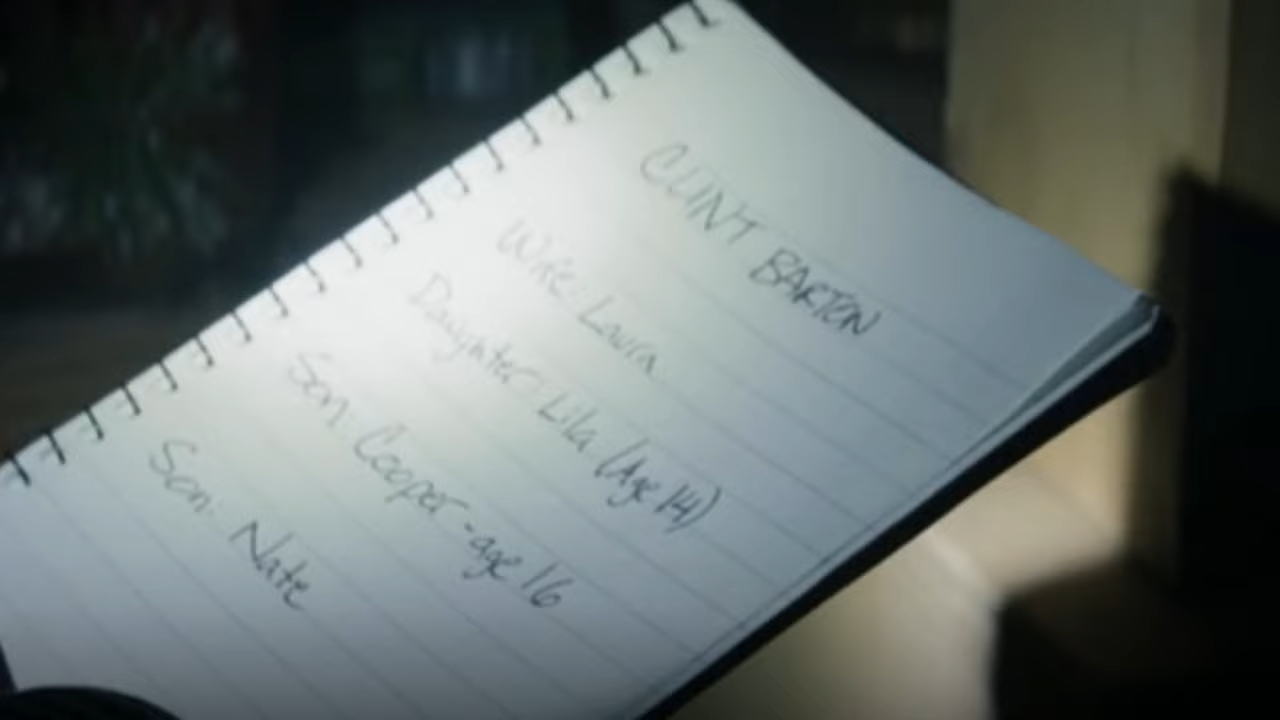 CLINT BARTON
Wife: Laura
Daughter: Lila (Age 14)
Son: Cooper - age 16
Son: Nate